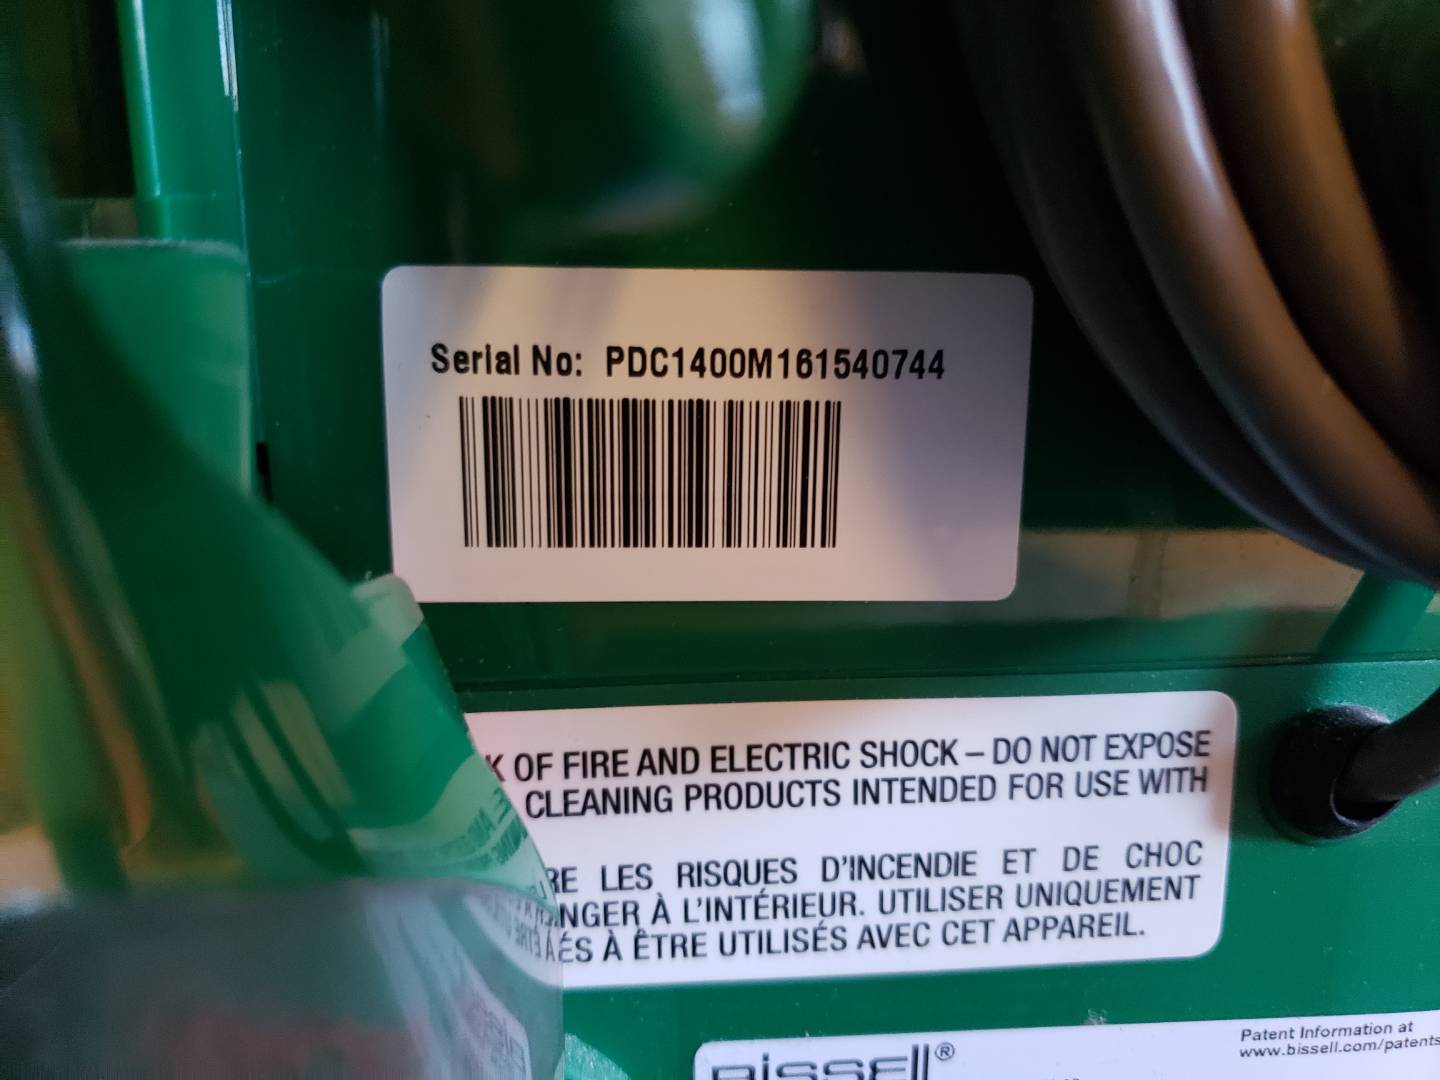 Serial No: PDC1400M161540744
K OF FIRE AND ELECTRIC SHOCK – DO NOT EXPOSE
CLEANING PRODUCTS INTENDED FOR USE WITH
RE LES RISQUES D'INCENDIE ET DE CHOC
NGER À L'INTÉRIEUR. UTILISER UNIQUEMENT
ÉS À ÊTRE UTILISÉS AVEC CET APPAREIL.
BISSELL®
Patent Information at
www.bissell.com/patents